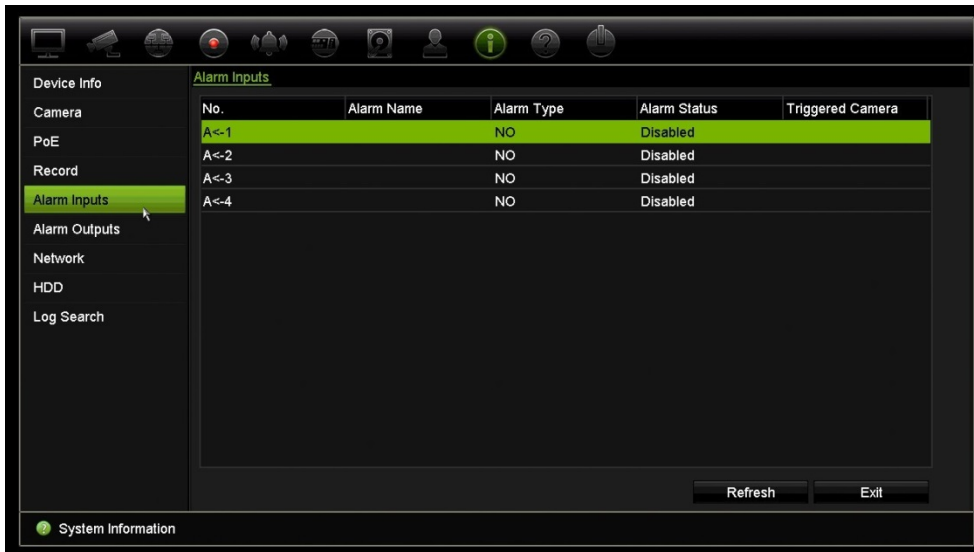 Device Info
Camera
PoE
Record
Alarm Inputs
Alarm Outputs
Network
HDD
Log Search
Alarm Inputs
No. Alarm Name Alarm Type Alarm Status Triggered Camera
A<-1 NO Disabled
A<-2 NO Disabled
A<-3 NO Disabled
A<-4 NO Disabled
Refresh Exit
System Information